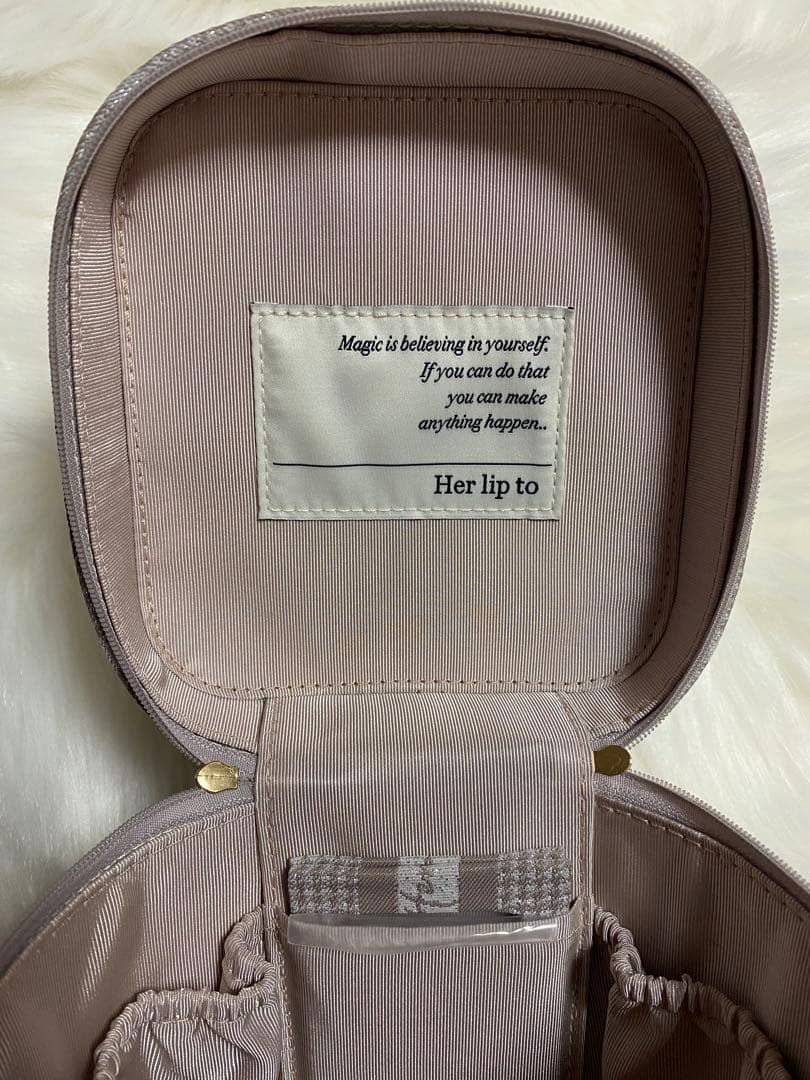 Magic is believing in yourself.
If you can do that
you can make
anything happen..
Her lip to